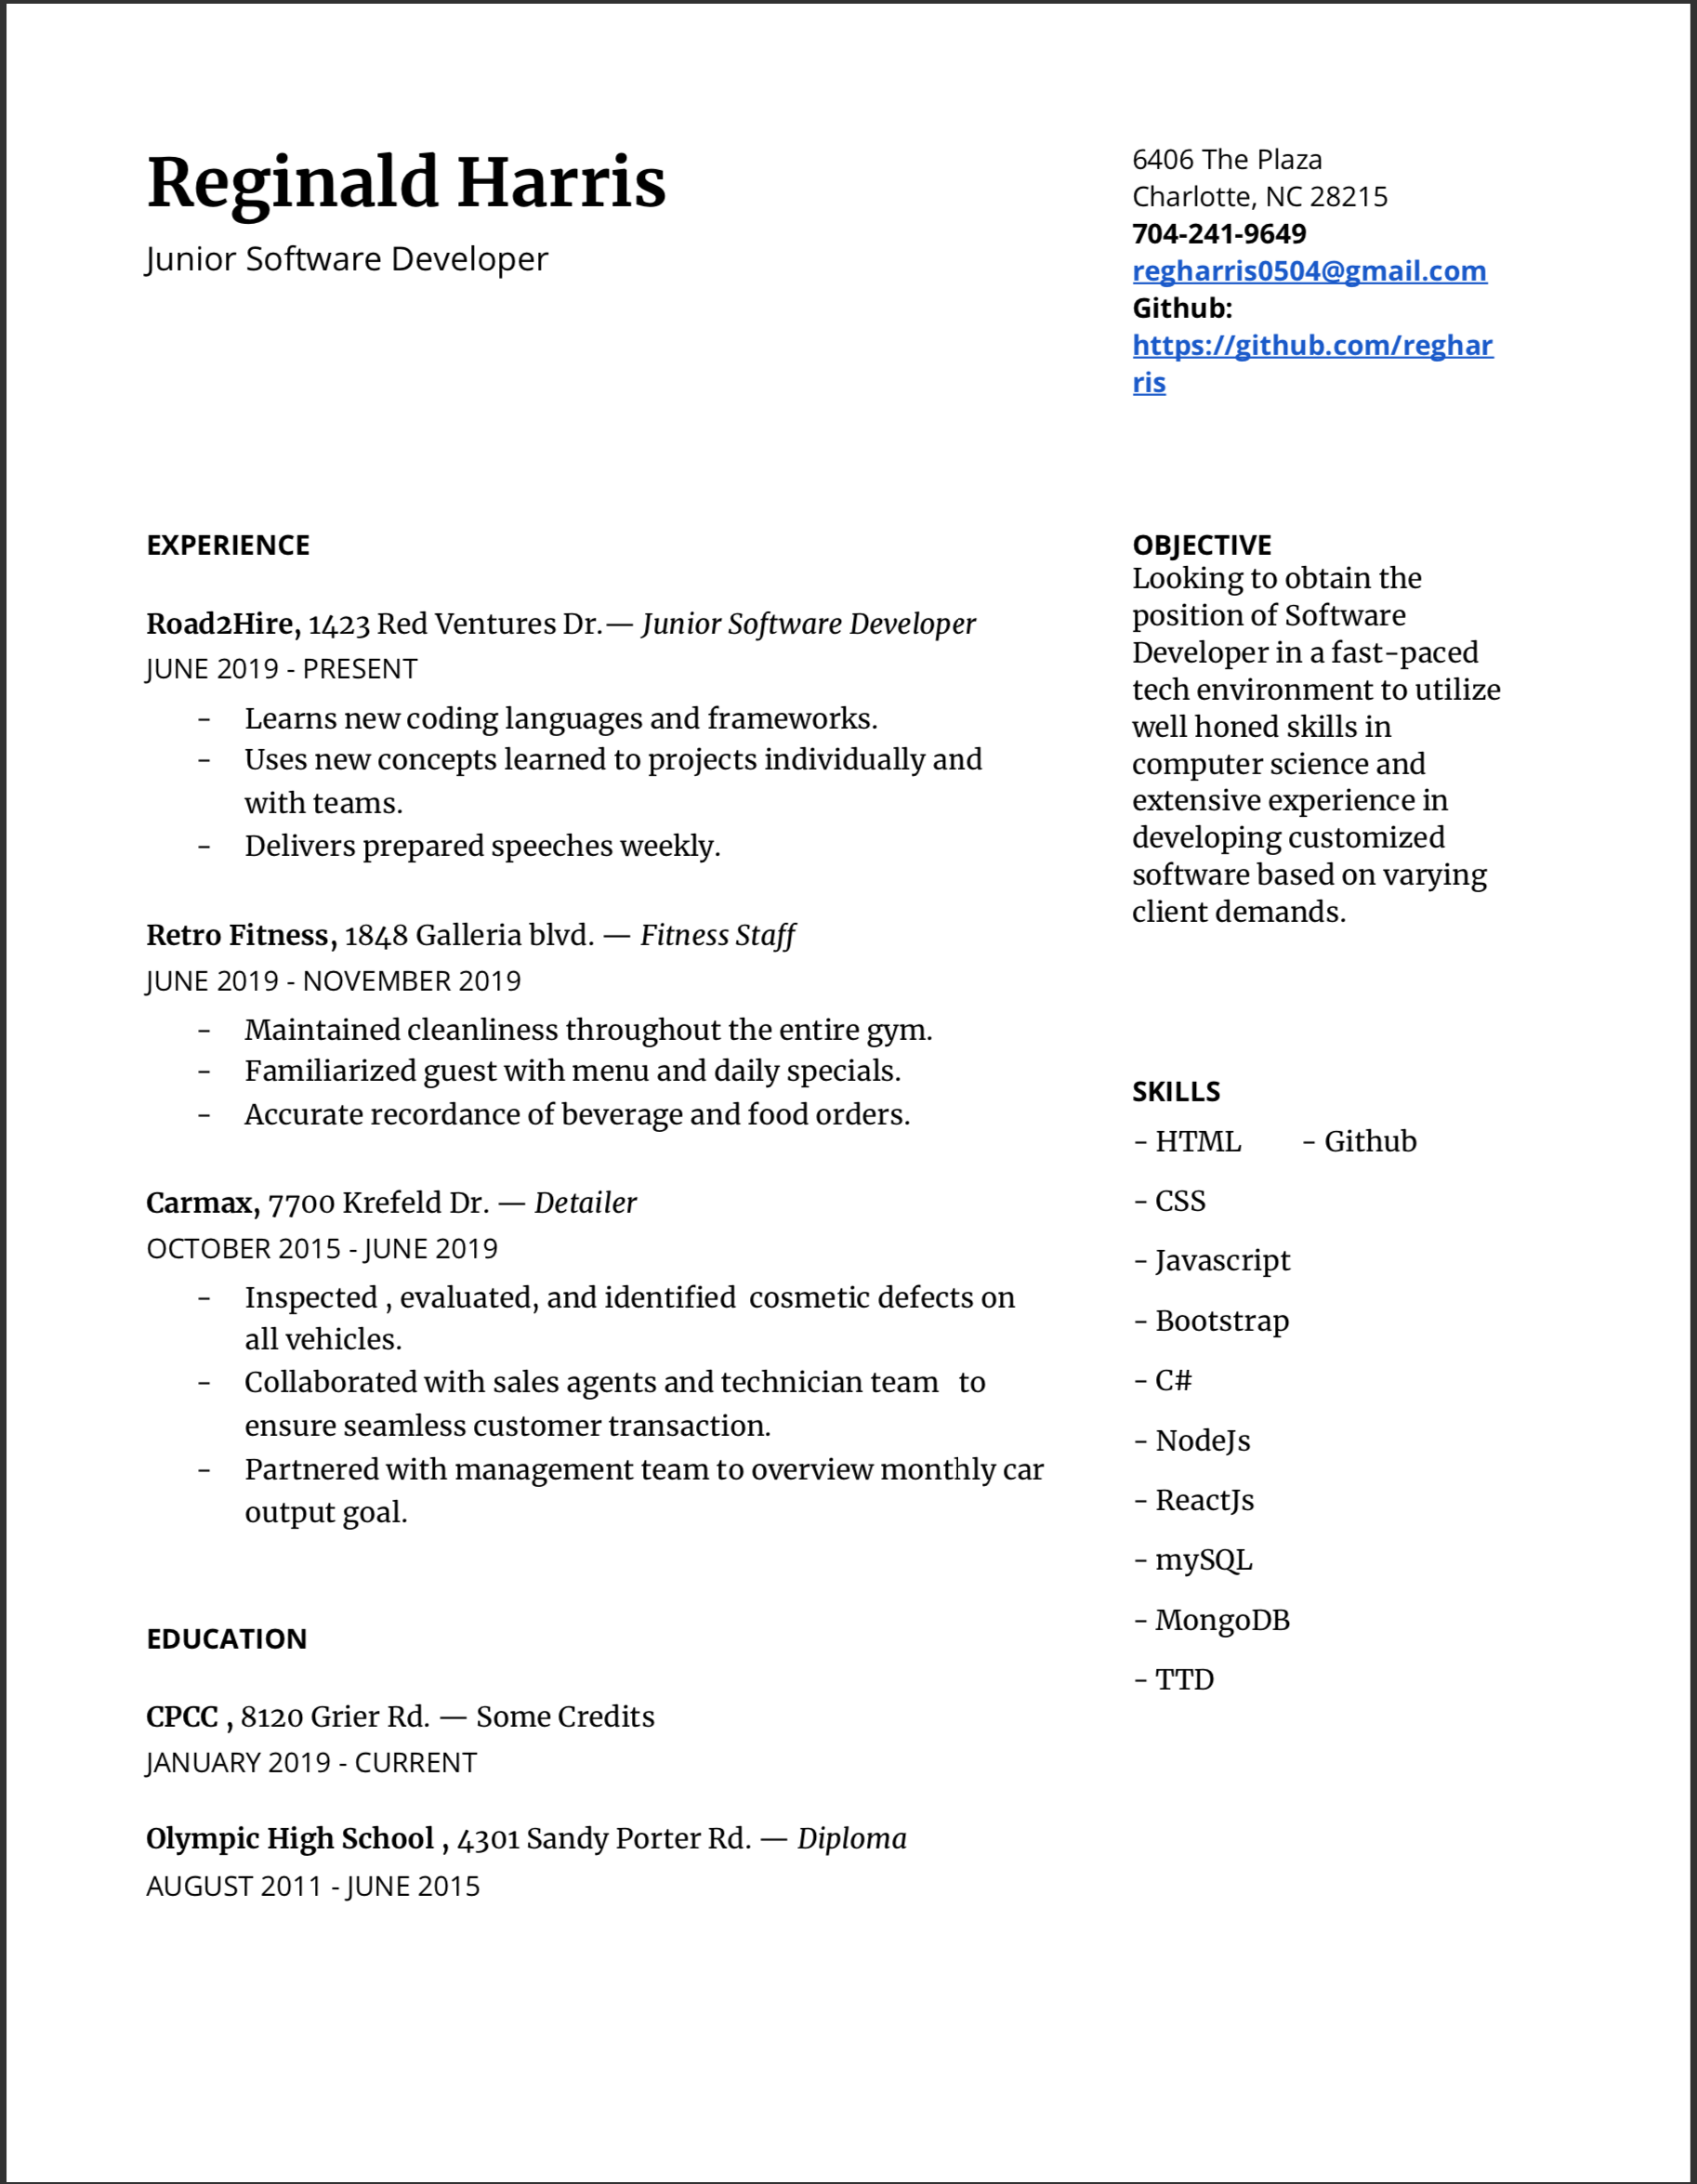 Reginald Harris
Junior Software Developer
6406 The Plaza
Charlotte, NC 28215
704-241-9649
regharris0504@gmail.com
Github:
https://github.com/reghar
ris
EXPERIENCE
Road2Hire, 1423 Red Ventures Dr.— Junior Software Developer
JUNE 2019 - PRESENT
- Learns new coding languages and frameworks.
- Uses new concepts learned to projects individually and
with teams.
- Delivers prepared speeches weekly.
Retro Fitness, 1848 Galleria blvd. — Fitness Staff
JUNE 2019 - NOVEMBER 2019
- Maintained cleanliness throughout the entire gym.
- Familiarized guest with menu and daily specials.
- Accurate recordance of beverage and food orders.
Carmax, 7700 Krefeld Dr. — Detailer
OCTOBER 2015 - JUNE 2019
- Inspected , evaluated, and identified  cosmetic defects on
all vehicles.
- Collaborated with sales agents and technician team  to
ensure seamless customer transaction.
- Partnered with management team to overview monthly car
output goal.
EDUCATION
CPCC , 8120 Grier Rd. — Some Credits
JANUARY 2019 - CURRENT
Olympic High School , 4301 Sandy Porter Rd. — Diploma
AUGUST 2011 - JUNE 2015
OBJECTIVE
Looking to obtain the
position of Software
Developer in a fast-paced
tech environment to utilize
well honed skills in
computer science and
extensive experience in
developing customized
software based on varying
client demands.
SKILLS
- HTML - Github
- CSS
- Javascript
- Bootstrap
- C#
- NodeJs
- ReactJs
- mySQL
- MongoDB
- TTD